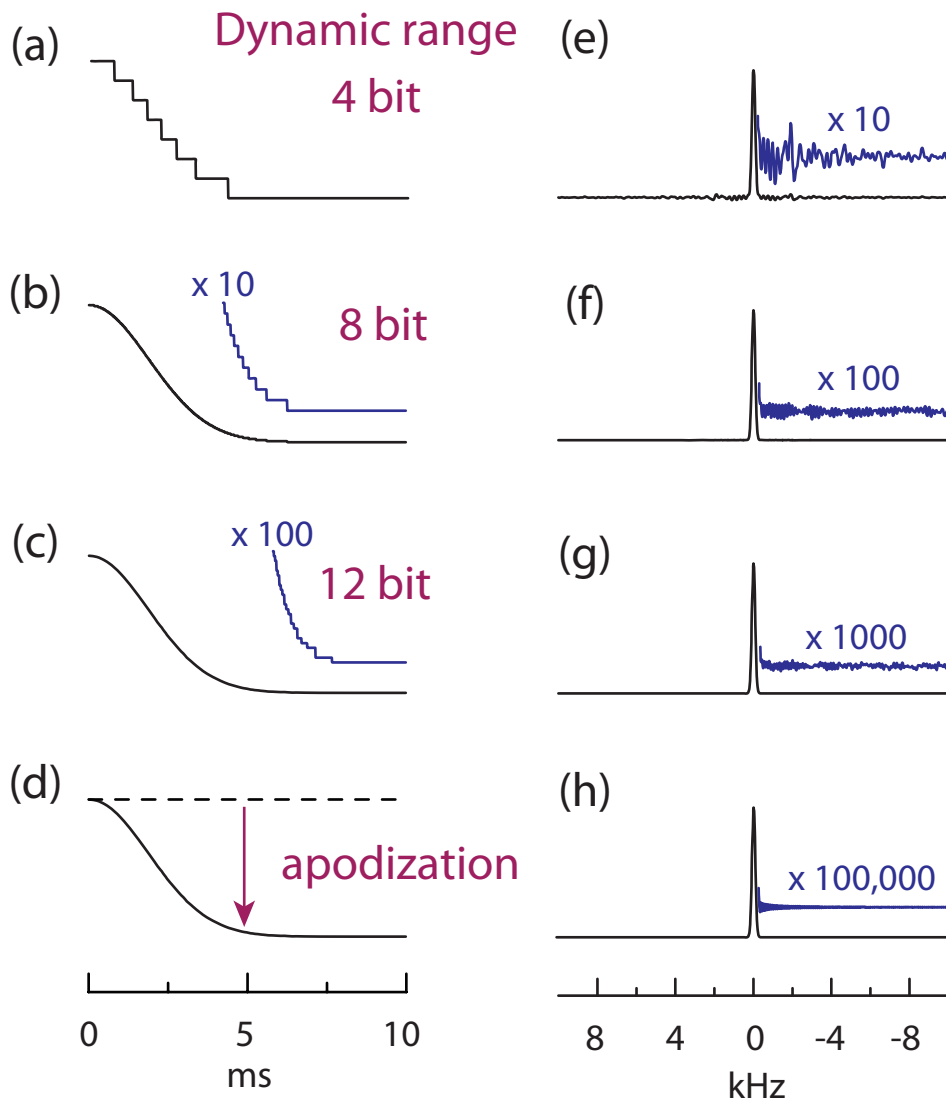 (a)
Dynamic range
4 bit
(e)
x 10
(b)
x 10
8 bit
(f)
x 100
(c)
x 100
12 bit
(g)
x 1000
(d)
apodization
(h)
x 100,000
0 5 10
ms
8 4 0 -4 -8
kHz